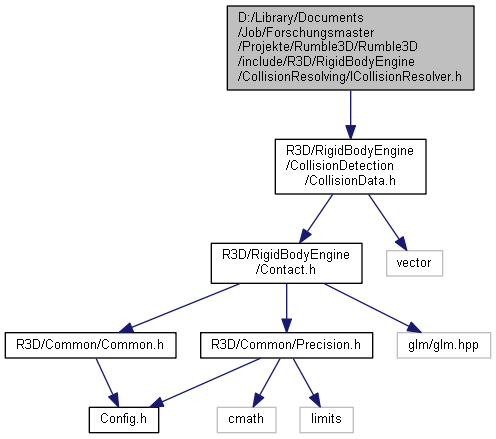 D:/Library/Documents
/Job/Forschungsmaster
/Projekte/Rumble3D/Rumble3D
/include/R3D/RigidBodyEngine
/CollisionResolving/ICollisionResolver.h
R3D/RigidBodyEngine
/CollisionDetection
/CollisionData.h
R3D/RigidBodyEngine
/Contact.h
vector
R3D/Common/Common.h
R3D/Common/Precision.h
glm/glm.hpp
Config.h
cmath
limits